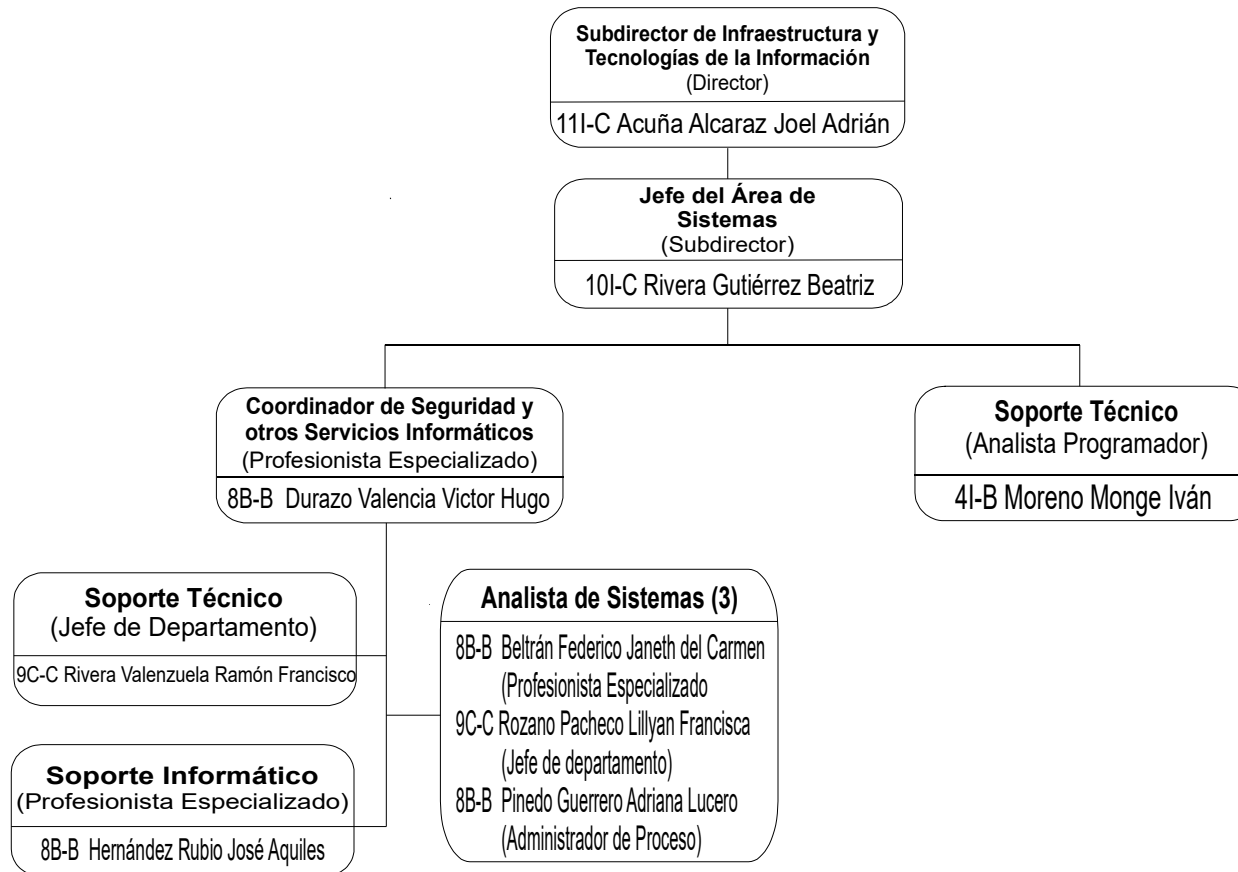 Subdirector de Infraestructura y
Tecnologías de la Información
(Director)
11I-C Acuña Alcaraz Joel Adrián
Jefe del Área de
Sistemas
(Subdirector)
10I-C Rivera Gutiérrez Beatriz
Coordinador de Seguridad y
otros Servicios Informáticos
(Profesionista Especializado)
8B-B Durazo Valencia Victor Hugo
Soporte Técnico
(Analista Programador)
4I-B Moreno Monge Iván
Soporte Técnico
(Jefe de Departamento)
9C-C Rivera Valenzuela Ramón Francisco
Analista de Sistemas (3)
8B-B Beltrán Federico Janeth del Carmen
(Profesionista Especializado
9C-C Rozano Pacheco Lillyan Francisca
(Jefe de departamento)
8B-B Pinedo Guerrero Adriana Lucero
(Administrador de Proceso)
Soporte Informático
(Profesionista Especializado)
8B-B Hernández Rubio José Aquiles